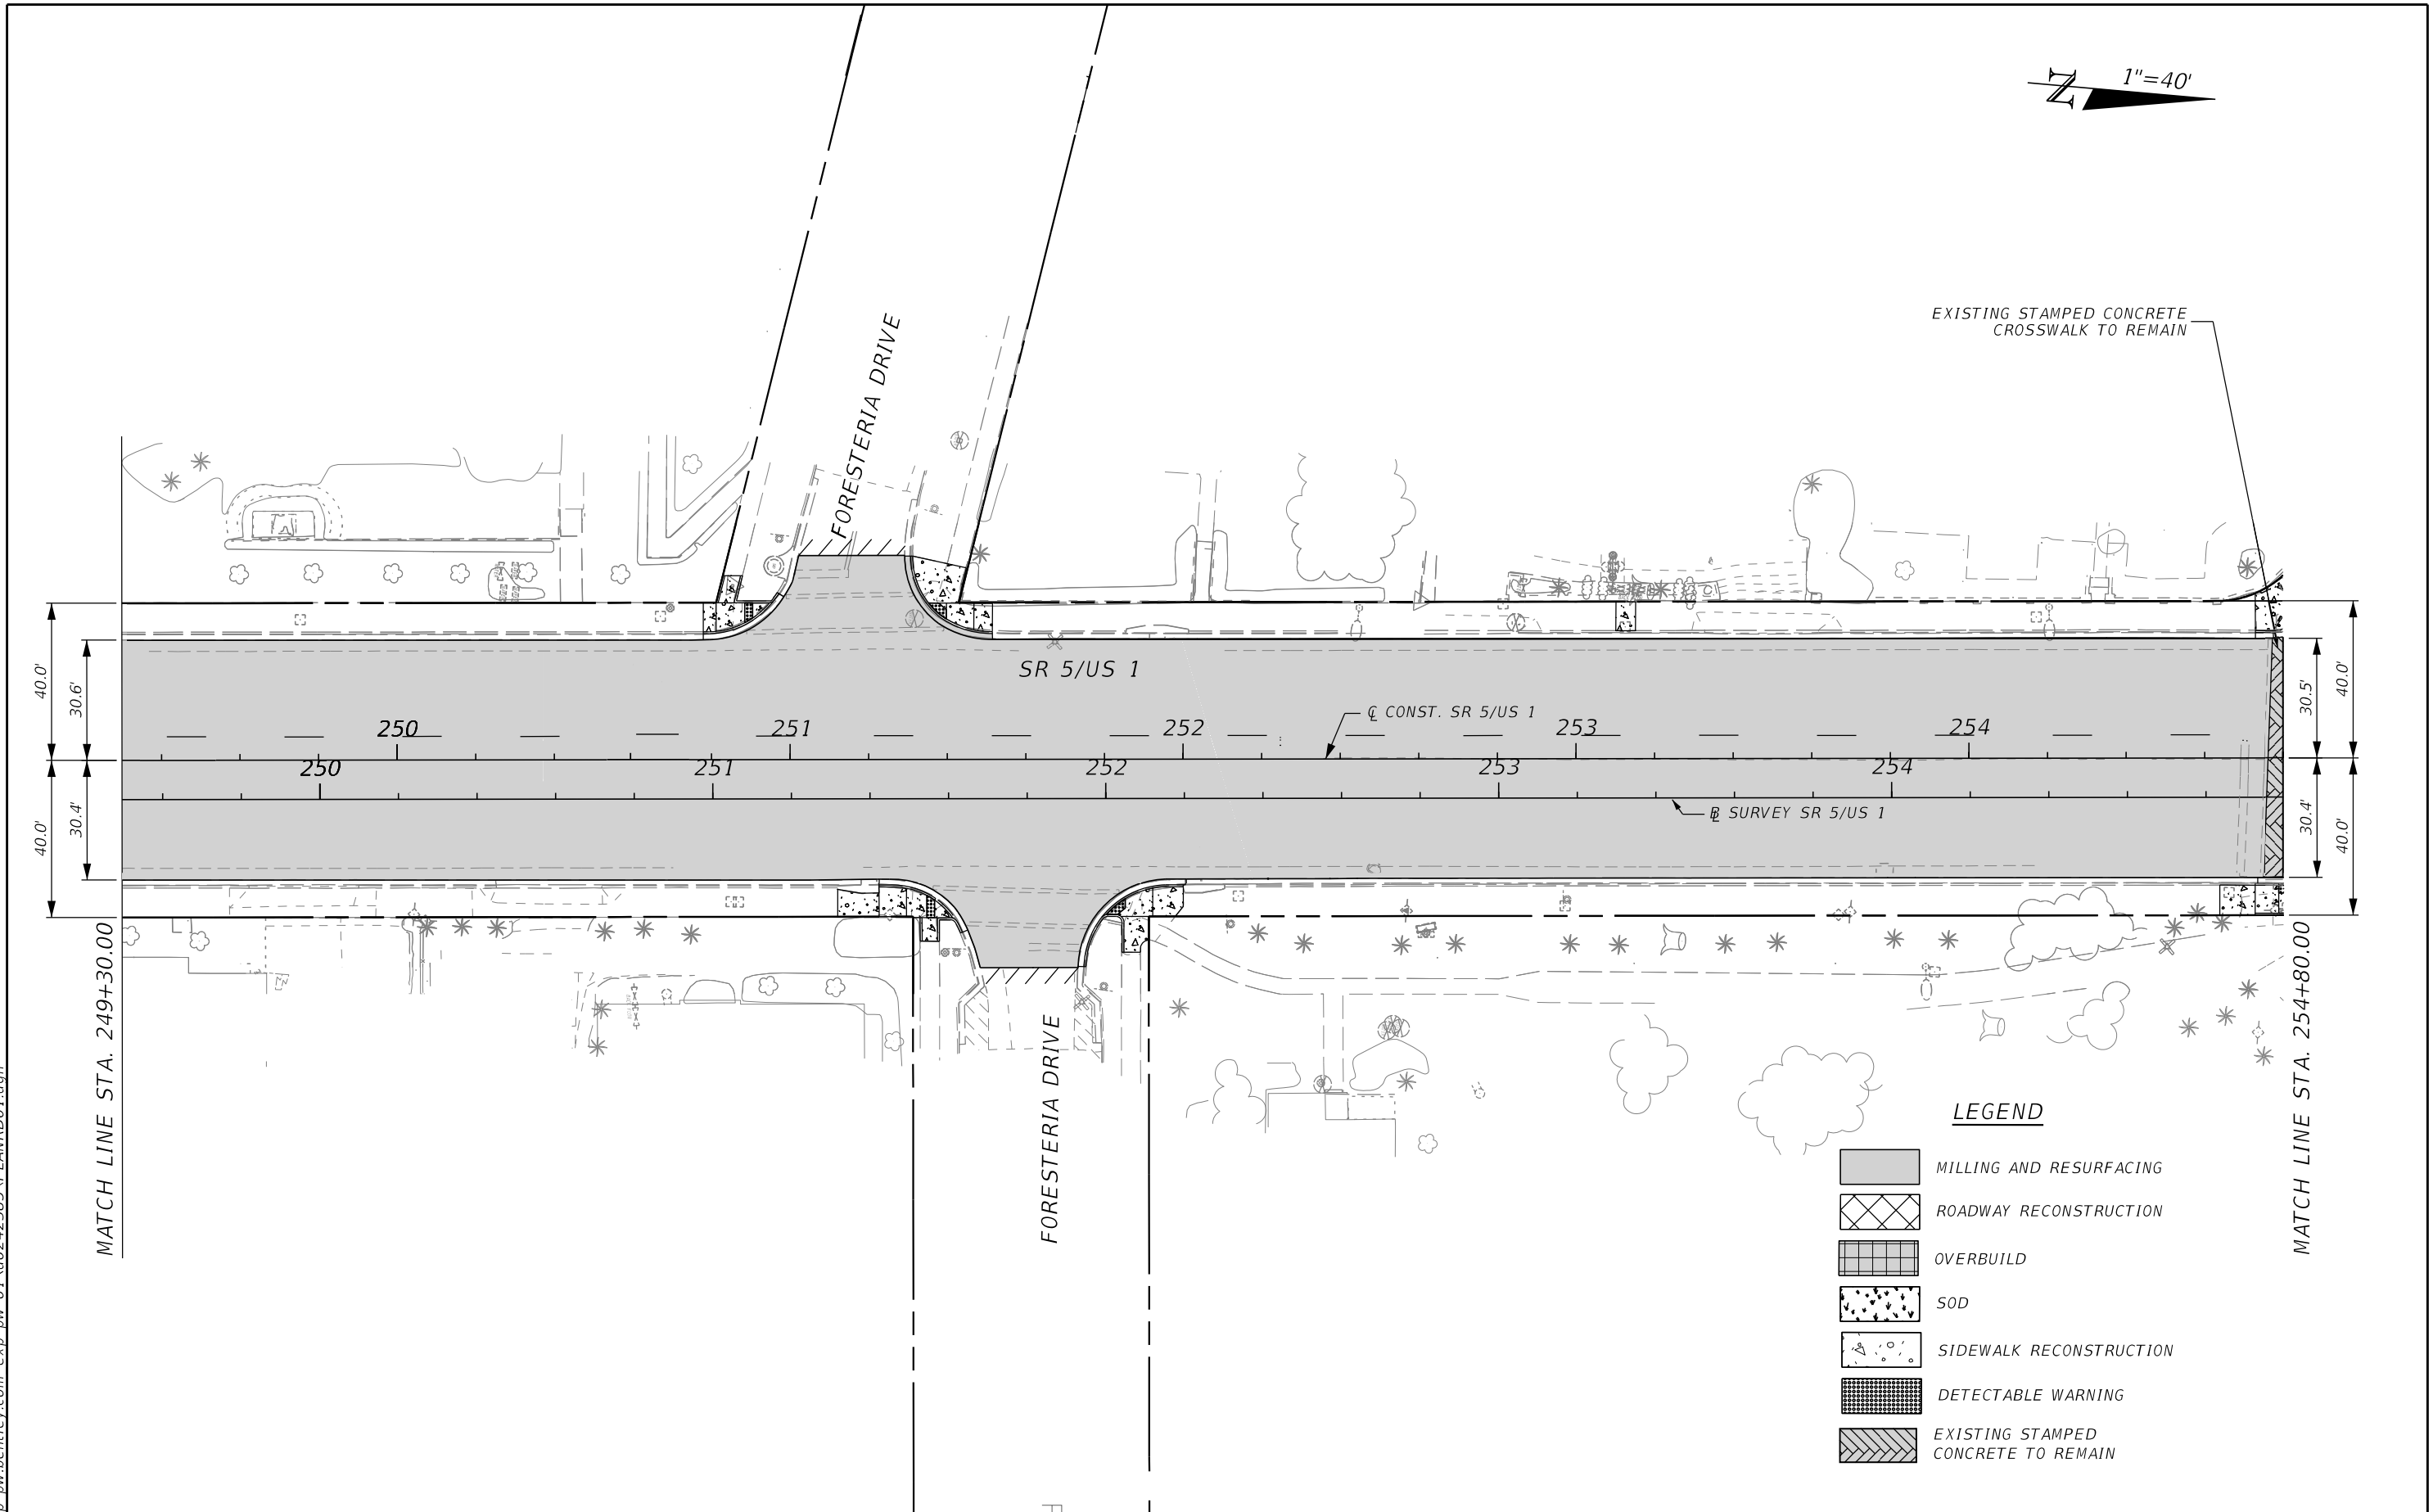 N
1"=40'
EXISTING STAMPED CONCRETE
CROSSWALK TO REMAIN
FORESTERIA DRIVE
SR 5/US 1
40.0'
30.6'
30.5'
40.0'
℄ CONST. SR 5/US 1
250
251
252
253
254
250
251
252
253
254
℄ SURVEY SR 5/US 1
40.0'
30.4'
30.4'
40.0'
MATCH LINE STA. 249+30.00
MATCH LINE STA. 254+80.00
FORESTERIA DRIVE
LEGEND
MILLING AND RESURFACING
ROADWAY RECONSTRUCTION
OVERBUILD
SOD
SIDEWALK RECONSTRUCTION
DETECTABLE WARNING
EXISTING STAMPED
CONCRETE TO REMAIN